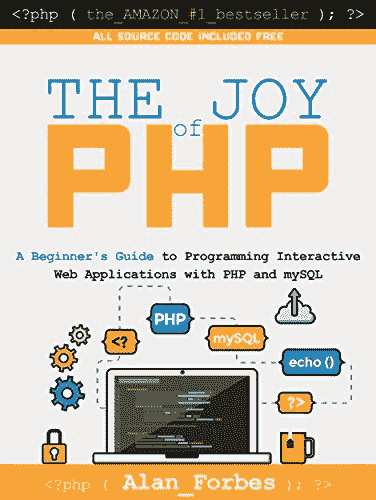 <?php ( the_AMAZON_#1_bestseller ); ?>
ALL SOURCE CODE INCLUDED FREE
THE JOY
of
PHP
A Beginner's Guide to Programming Interactive
Web Applications with PHP and mySQL
PHP
<?
mySQL
echo ()
?>
<?php ( Alan Forbes ); ?>